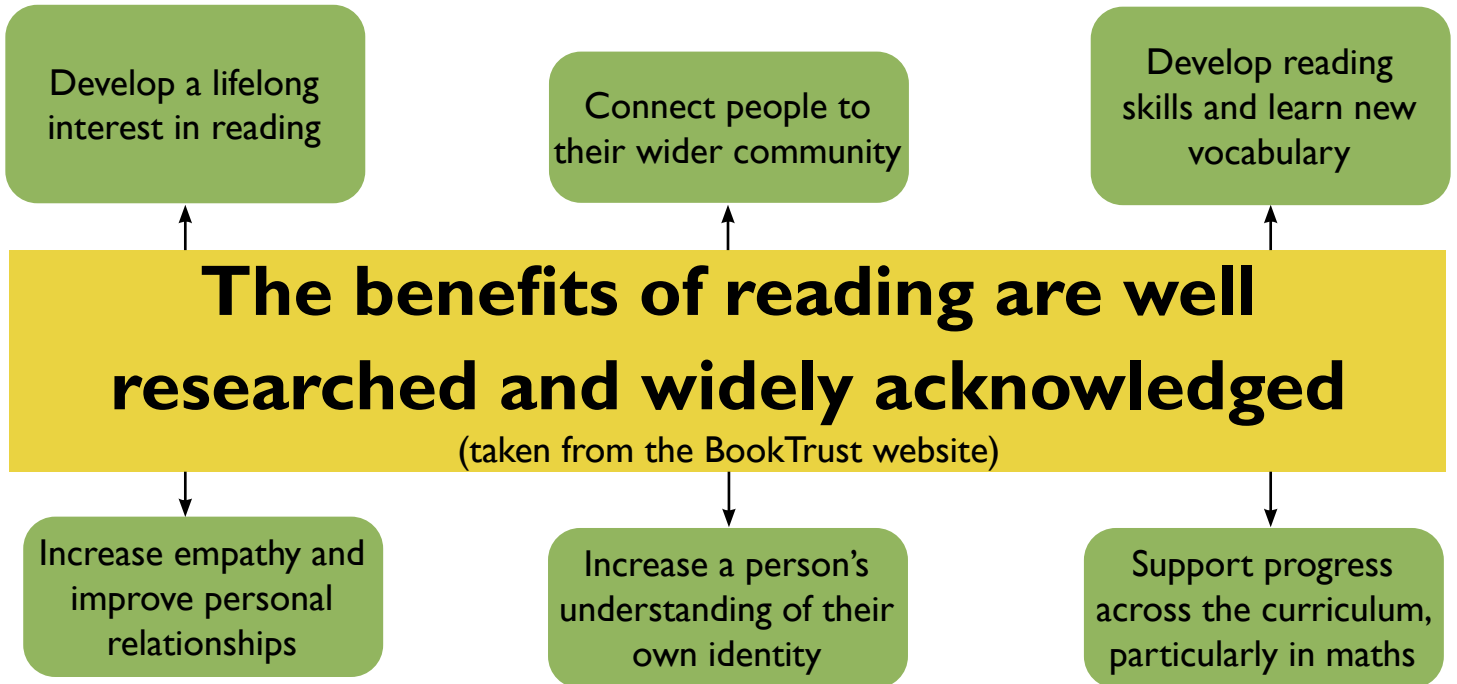 Develop a lifelong
interest in reading
Connect people to
their wider community
Develop reading
skills and learn new
vocabulary
The benefits of reading are well
researched and widely acknowledged
(taken from the BookTrust website)
Increase empathy and
improve personal
relationships
Increase a person's
understanding of their
own identity
Support progress
across the curriculum,
particularly in maths